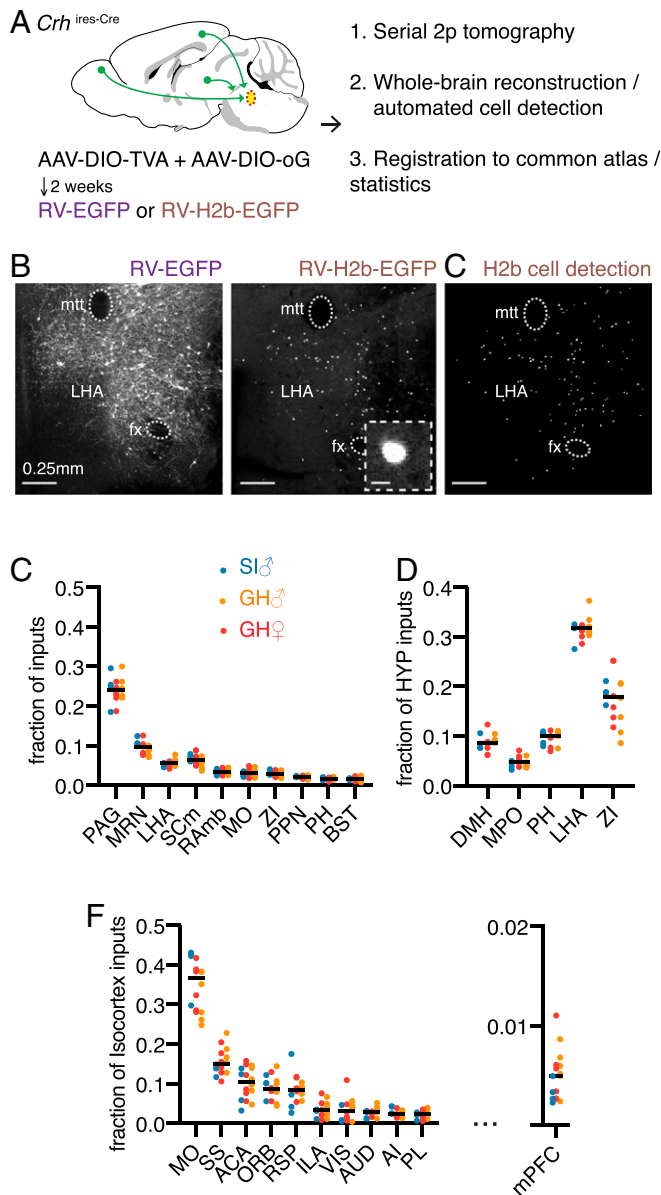 A Crh ires-Cre
AAV-DIO-TVA + AAV-DIO-oG
↓2 weeks
RV-EGFP or RV-H2b-EGFP
→
1. Serial 2p tomography
2. Whole-brain reconstruction /
automated cell detection
3. Registration to common atlas /
statistics
B RV-EGFP
mtt
LHA
fx
0.25mm
RV-H2b-EGFP
mtt
LHA
fx
C H2b cell detection
mtt
LHA
fx
C
SI♂
GH♂
GH♀
fraction of inputs
0.5
0.4
0.3
0.2
0.1
0.0
PAG MRN LHA SCm RAmb MO ZI PPN PH BST
D
fraction of HYP inputs
0.4
0.3
0.2
0.1
0.0
DMH MPO PH LHA ZI
F
fraction of Isocortex inputs
0.5
0.4
0.3
0.2
0.1
0.0
MO SS ACA ORB RSP ILA VIS AUD AI PL
...
0.02
0.01
0.00
mPFC